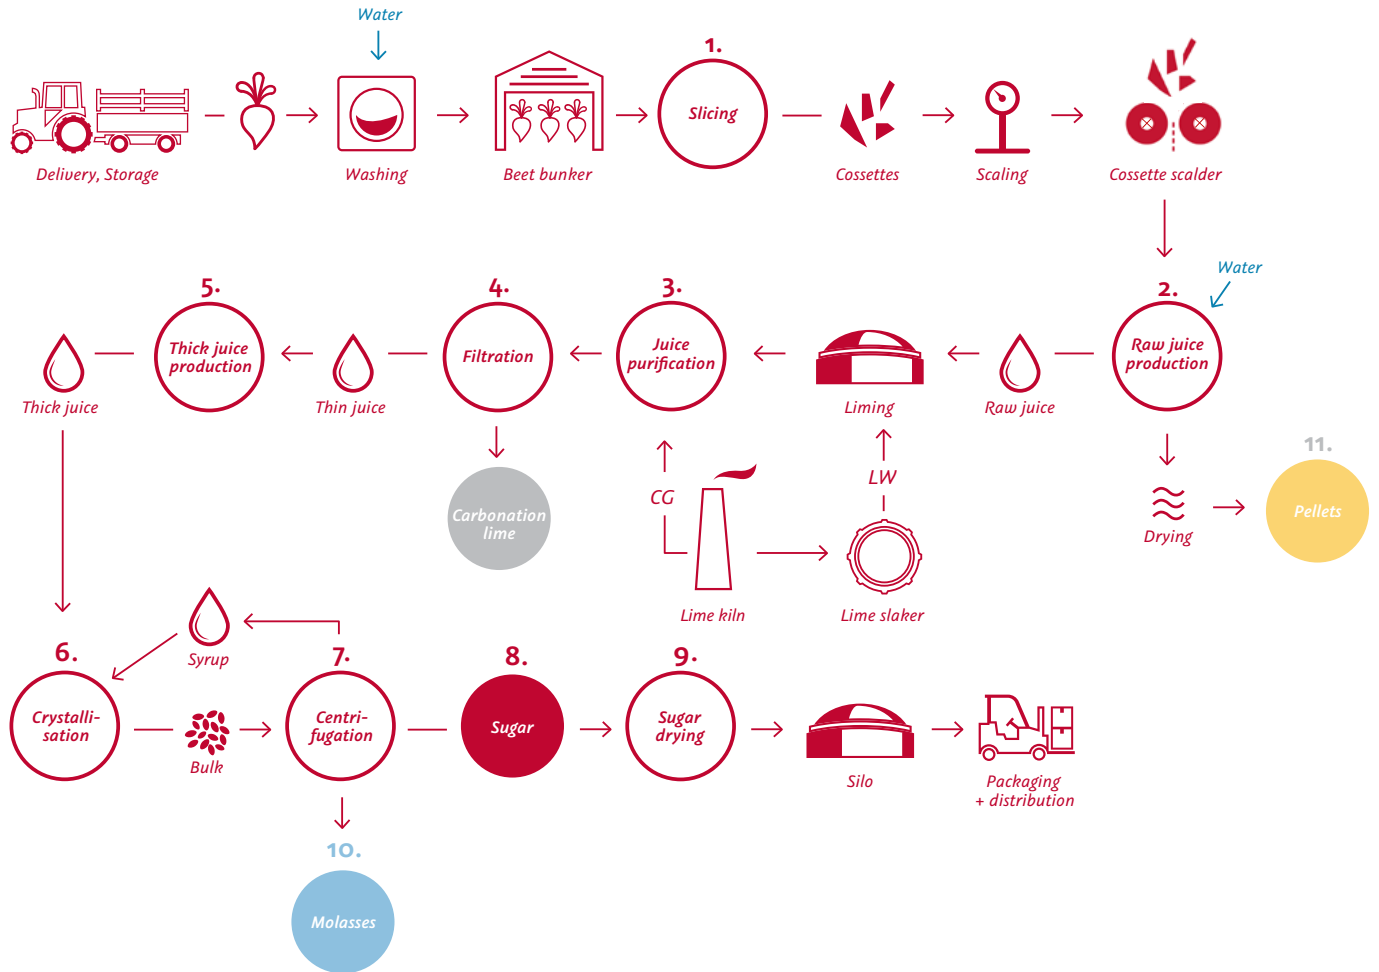 Water
1.
Slicing
Delivery, Storage
Washing
Beet bunker
Cossettes
Scaling
Cossette scalder
Water
5.
4.
3.
2.
Thick juice
production
Filtration
Juice
purification
Raw juice
production
Thick juice
Thin juice
Liming
Raw juice
11.
CG
LW
Carbonation
lime
Pellets
Drying
Lime kiln
Lime slaker
Syrup
6.
7.
8.
9.
Crystalli-
sation
Centri-
fugation
Sugar
Sugar
drying
Bulk
Silo
Packaging
+ distribution
10.
Molasses